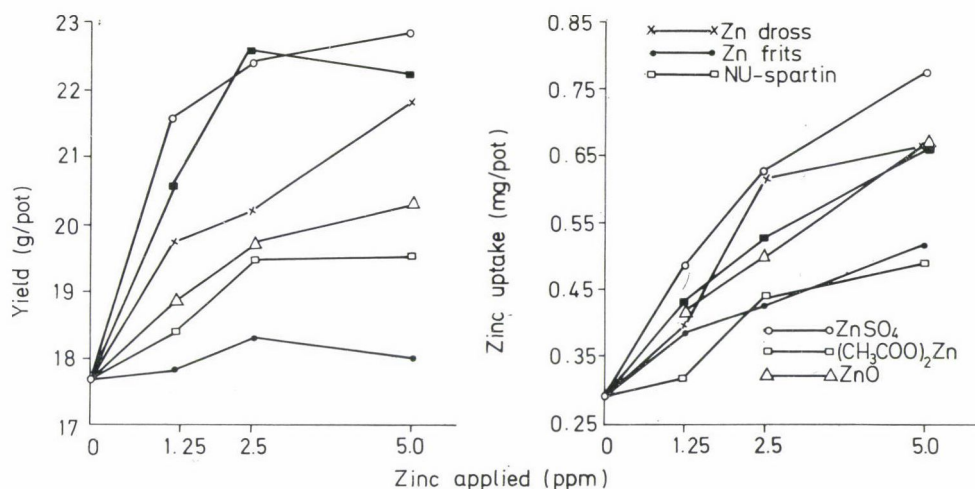 23
22
21
20
19
18
17
Yield (g/pot)
0
1.25
2.5
5.0
0.85
0.75
0.65
0.55
0.45
0.35
0.25
Zinc uptake (mg/pot)
Zn dross
Zn frits
NU-spartin
ZnSO₄
(CH₃COO)₂Zn
ZnO
0
1.25
2.5
5.0
Zinc applied (ppm)